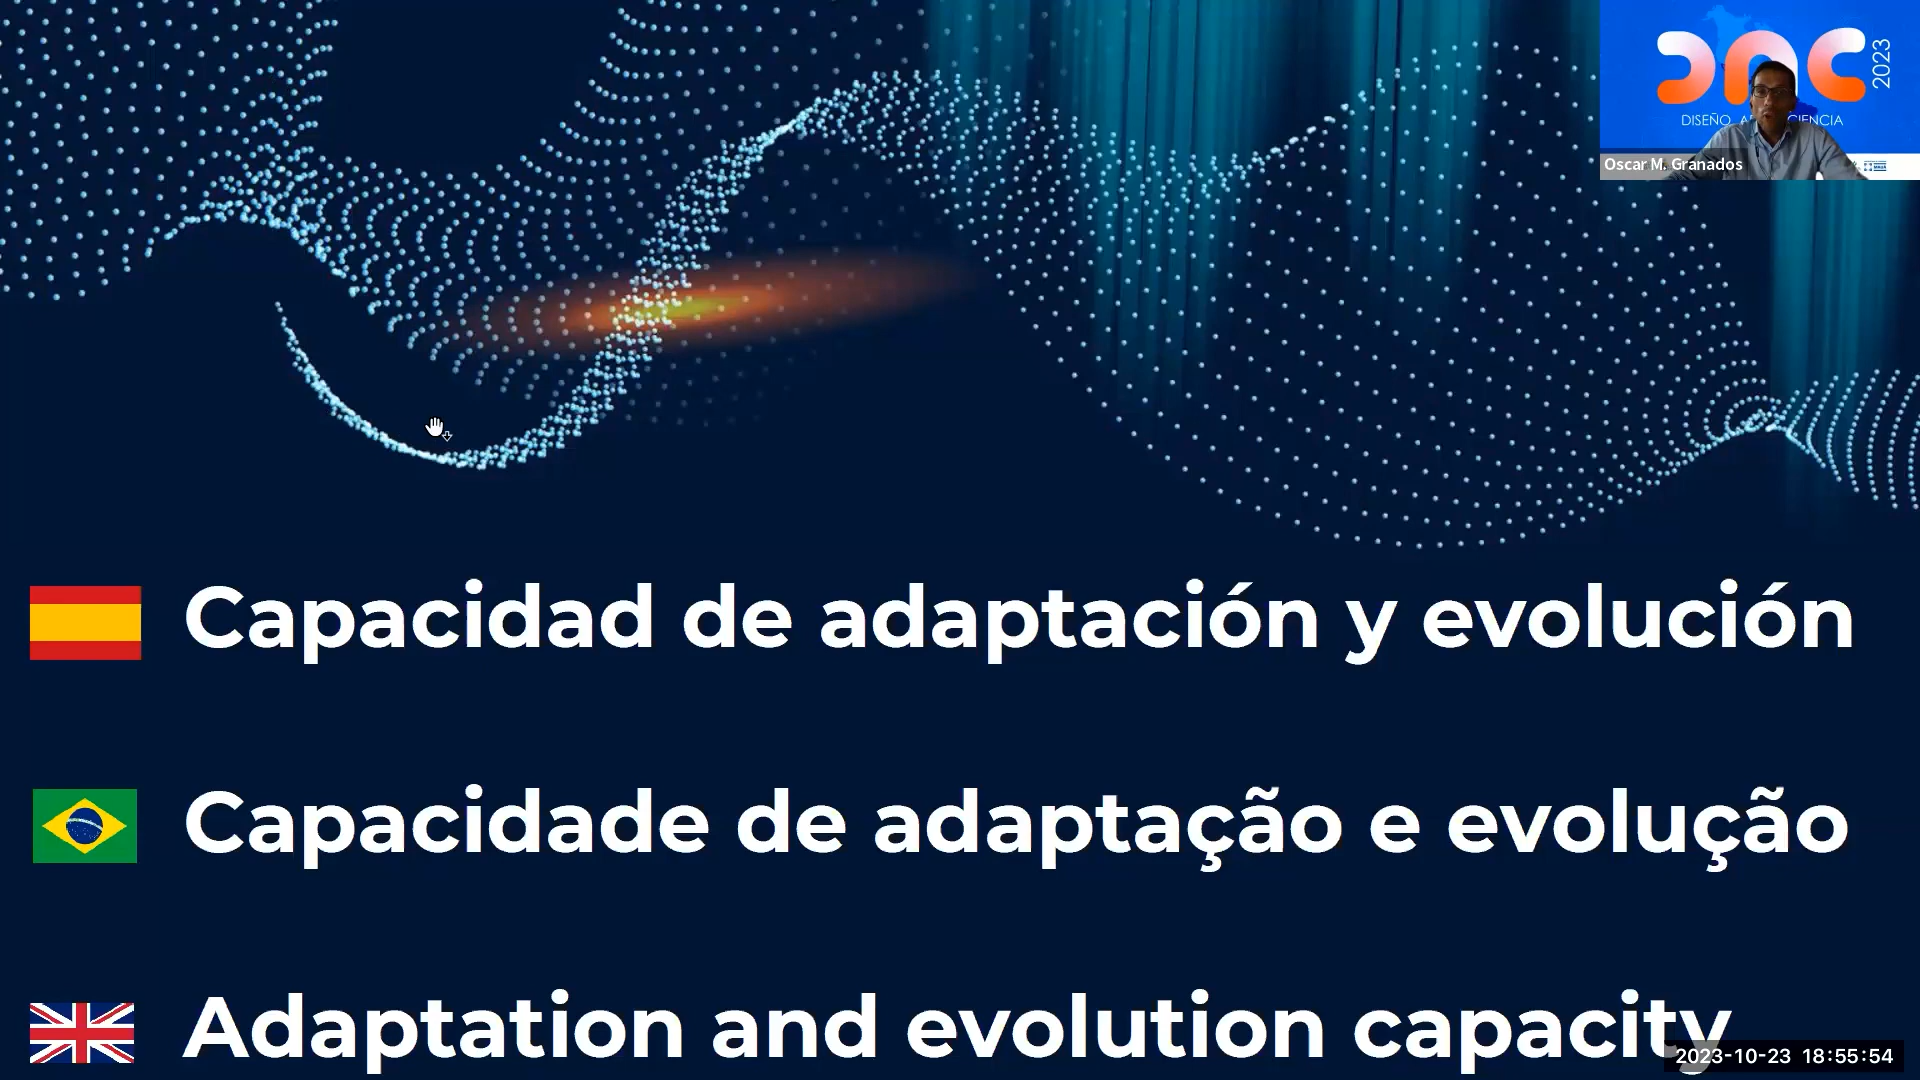 2023
DISEÑO
CIENCIA
Oscar M. Granados
Capacidad de adaptación y evolución
Capacidade de adaptação e evolução
Adaptation and evolution capacity
2023-10-23 18:55:54